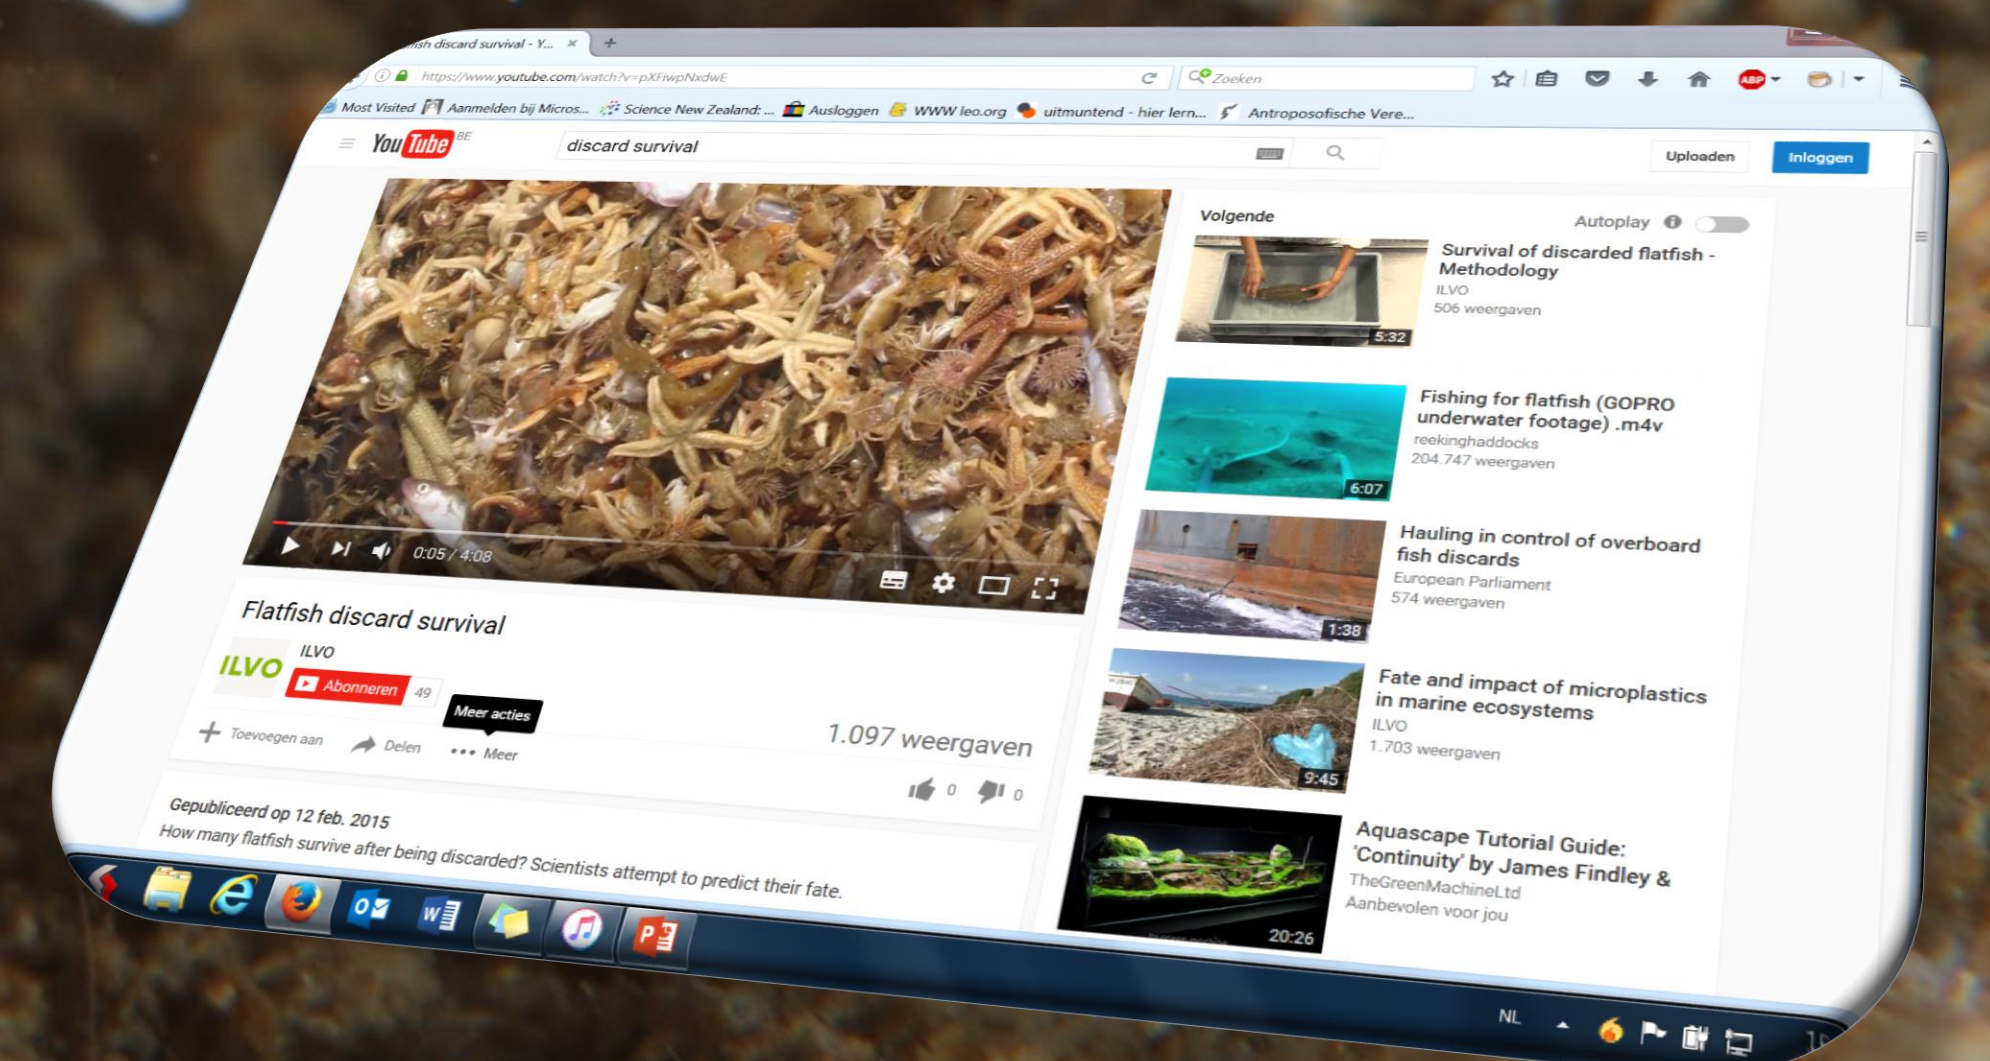 fish discard survival - Y... × +
https://www.youtube.com/watch?v=pXFiwpNxdwE
Zoeken
ABP
Most Visited Aanmelden bij Micros... Science New Zealand: ... Ausloggen WWW leo.org uitmuntend - hier lern... Antroposofische Vere...
YouTube BE
discard survival
Uploaden
Inloggen
0:05 / 4:08
Flatfish discard survival
ILVO
ILVO
Abonneren 49
Meer acties
Toevoegen aan Delen Meer
1.097 weergaven
0 0
Gepubliceerd op 12 feb. 2015
How many flatfish survive after being discarded? Scientists attempt to predict their fate.
Volgende
Autoplay
Survival of discarded flatfish -
Methodology
ILVO
506 weergaven
5:32
Fishing for flatfish (GOPRO
underwater footage) .m4v
reekinghaddocks
204.747 weergaven
6:07
Hauling in control of overboard
fish discards
European Parliament
574 weergaven
1:38
Fate and impact of microplastics
in marine ecosystems
ILVO
1.703 weergaven
9:45
Aquascape Tutorial Guide:
'Continuity' by James Findley &
TheGreenMachineLtd
Aanbevolen voor jou
20:26
NL